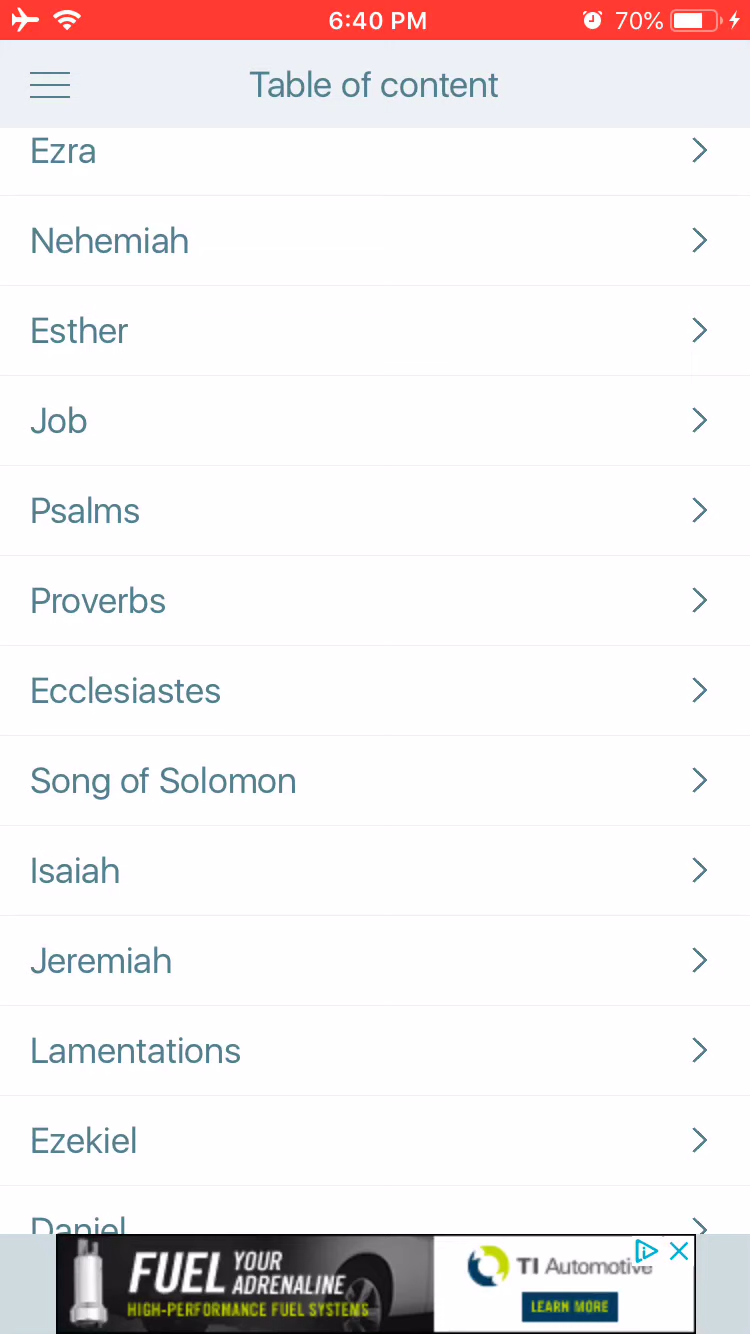 6:40 PM
70%
Table of content
Ezra
Nehemiah
Esther
Job
Psalms
Proverbs
Ecclesiastes
Song of Solomon
Isaiah
Jeremiah
Lamentations
Ezekiel
Daniel
FUEL YOUR ADRENALINE
HIGH-PERFORMANCE FUEL SYSTEMS
TI Automotive
LEARN MORE